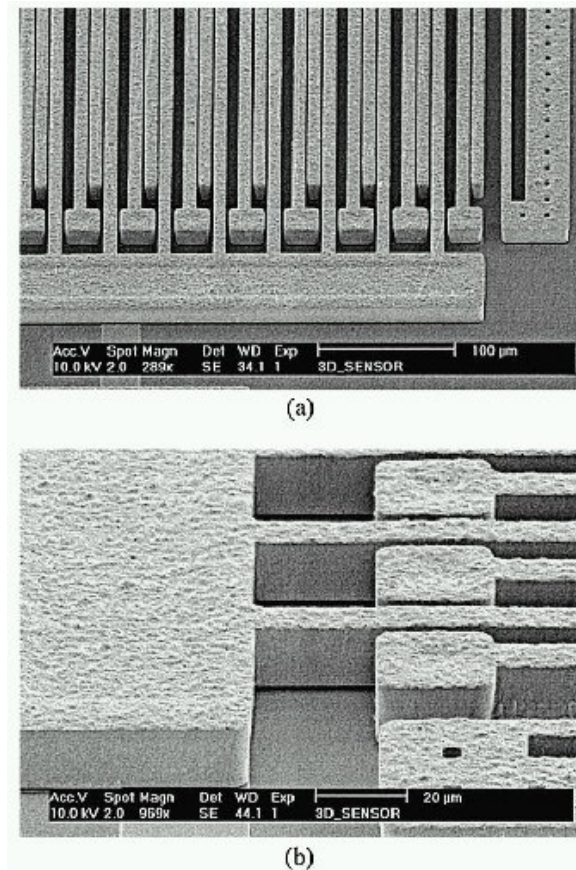 Acc.V Spot Magn Det WD Exp 100 µm
10.0 kV 2.0 289x SE 34.1 1 3D_SENSOR
(a)
Acc.V Spot Magn Det WD Exp 20 µm
10.0 kV 2.0 969x SE 44.1 1 3D_SENSOR
(b)